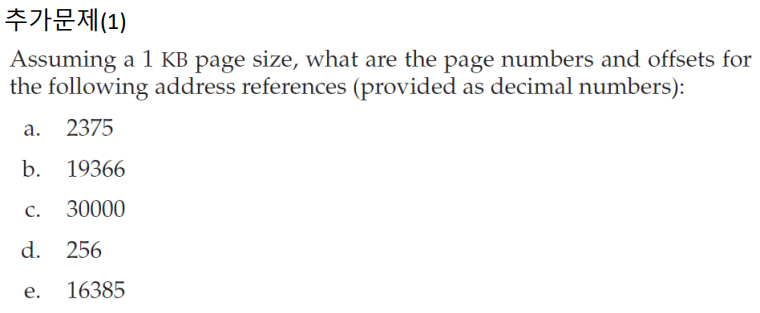 추가문제(1)
Assuming a 1 KB page size, what are the page numbers and offsets for
the following address references (provided as decimal numbers):
a. 2375
b. 19366
c. 30000
d. 256
e. 16385